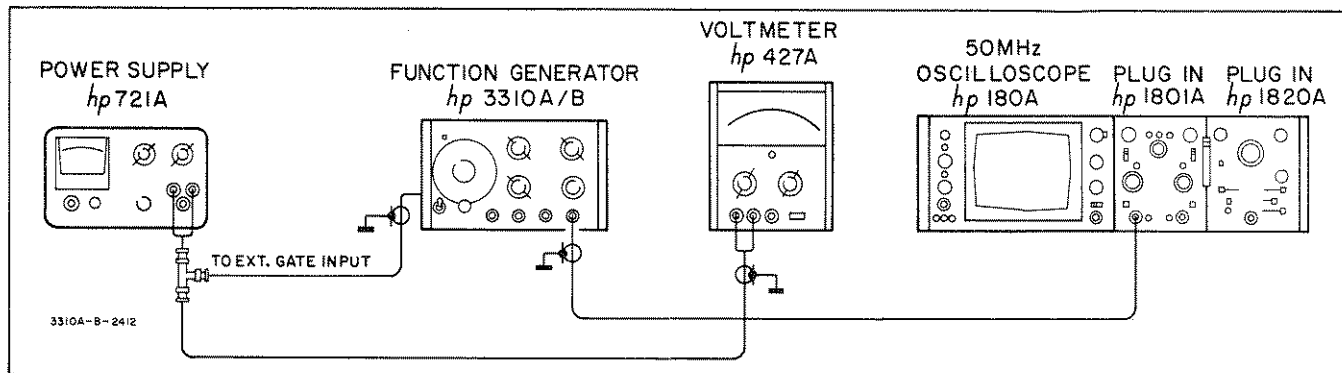 POWER SUPPLY
hp 721A
FUNCTION GENERATOR
hp 3310A/B
VOLTMETER
hp 427A
50MHz
OSCILLOSCOPE
hp 180A
PLUG IN
hp 1801A
PLUG IN
hp 1820A
TO EXT. GATE INPUT
3310A-B-2412